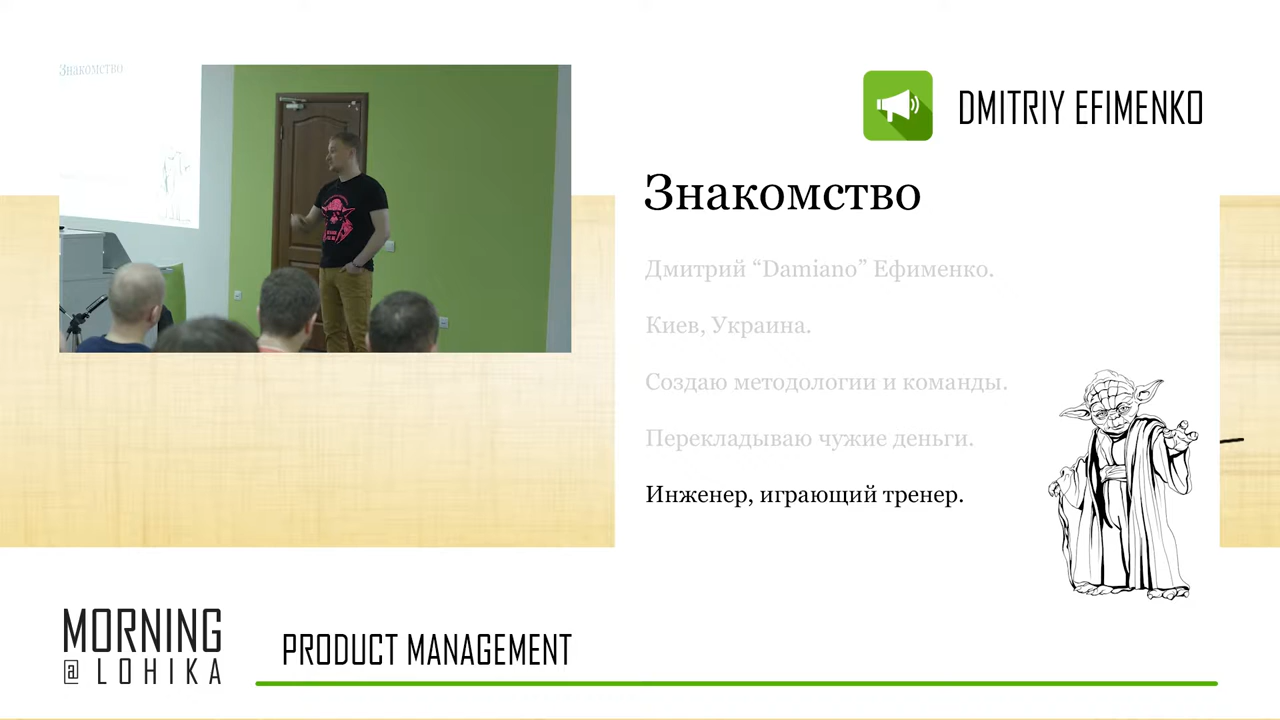 Знакомство
DMITRIY EFIMENKO
Знакомство
Дмитрий “Damiano” Ефименко.
Киев, Украина.
Создаю методологии и команды.
Перекладываю чужие деньги.
Инженер, играющий тренер.
MORNING
@ LOHIKA
PRODUCT MANAGEMENT